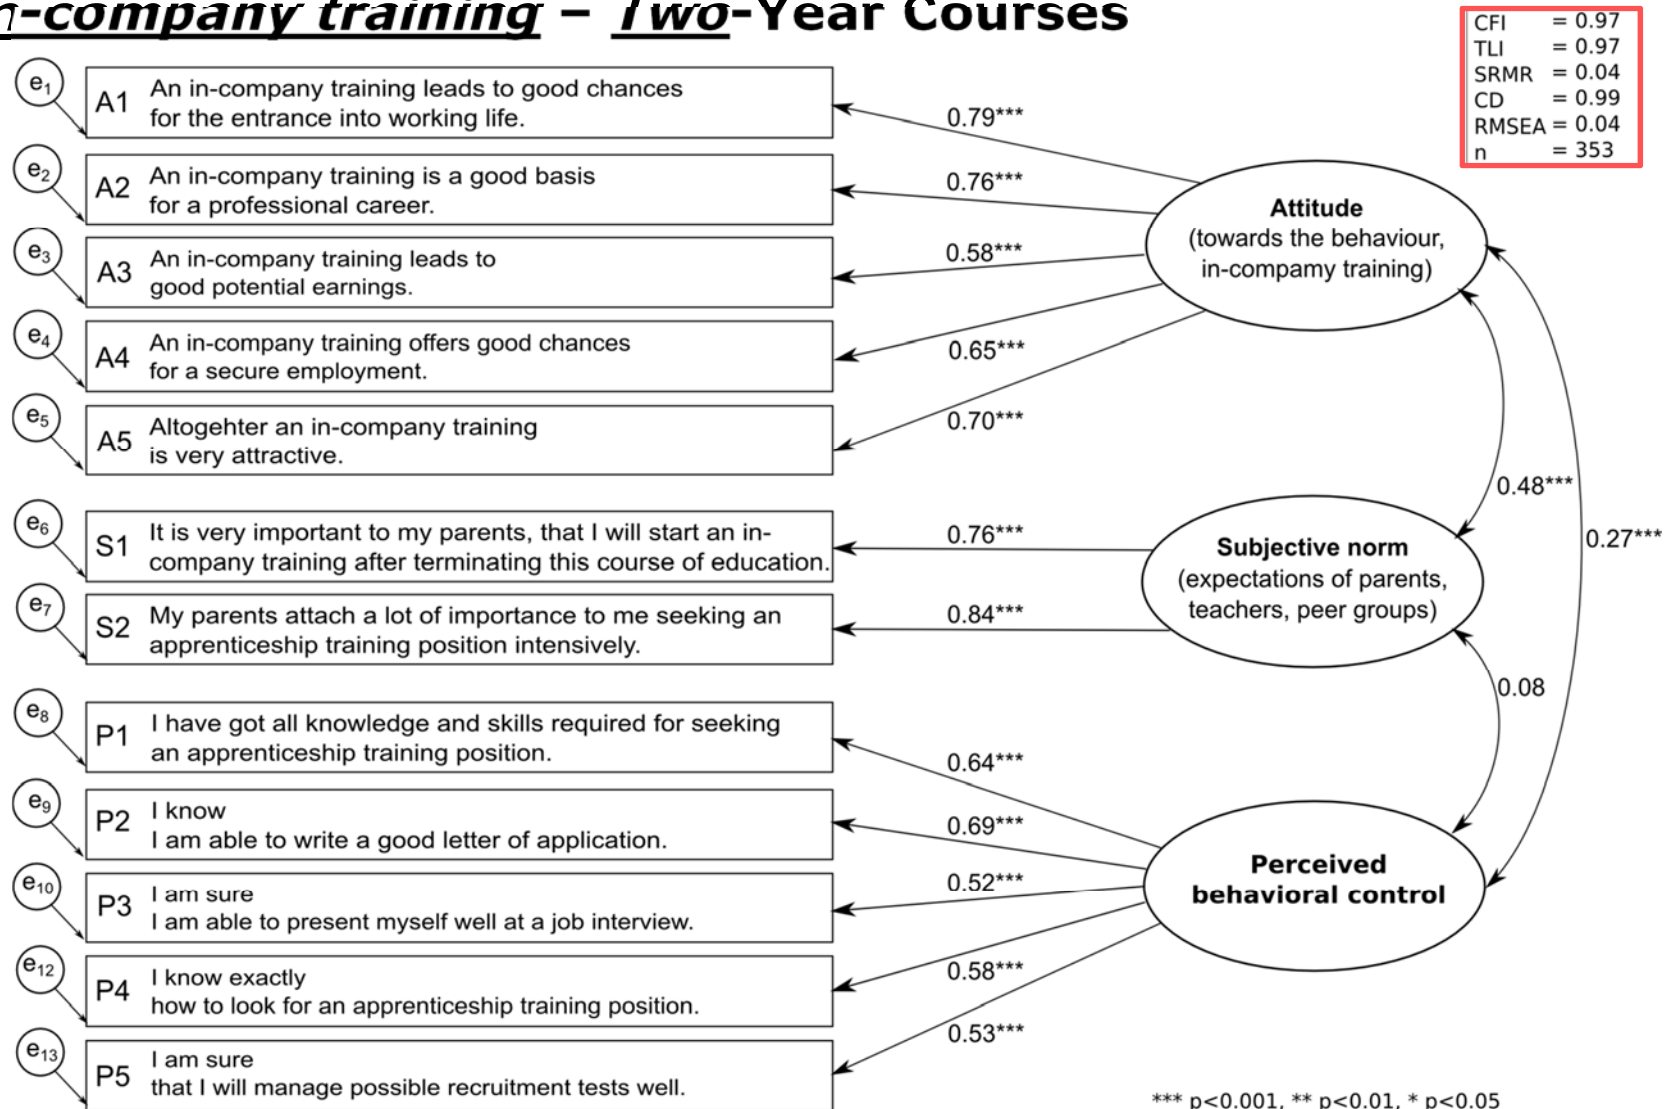 n-company training – Two-Year Courses
CFI = 0.97
TLI = 0.97
SRMR = 0.04
CD = 0.99
RMSEA = 0.04
n = 353
e1
A1 An in-company training leads to good chances
for the entrance into working life.
0.79***
e2
A2 An in-company training is a good basis
for a professional career.
0.76***
e3
A3 An in-company training leads to
good potential earnings.
0.58***
e4
A4 An in-company training offers good chances
for a secure employment.
0.65***
e5
A5 Altogehter an in-company training
is very attractive.
0.70***
Attitude
(towards the behaviour,
in-compamy training)
e6
S1 It is very important to my parents, that I will start an in-
company training after terminating this course of education.
0.76***
e7
S2 My parents attach a lot of importance to me seeking an
apprenticeship training position intensively.
0.84***
Subjective norm
(expectations of parents,
teachers, peer groups)
0.48***
0.27***
0.08
e8
P1 I have got all knowledge and skills required for seeking
an apprenticeship training position.
0.64***
e9
P2 I know
I am able to write a good letter of application.
0.69***
e10
P3 I am sure
I am able to present myself well at a job interview.
0.52***
e12
P4 I know exactly
how to look for an apprenticeship training position.
0.58***
e13
P5 I am sure
that I will manage possible recruitment tests well.
0.53***
Perceived
behavioral control
*** p<0.001, ** p<0.01, * p<0.05